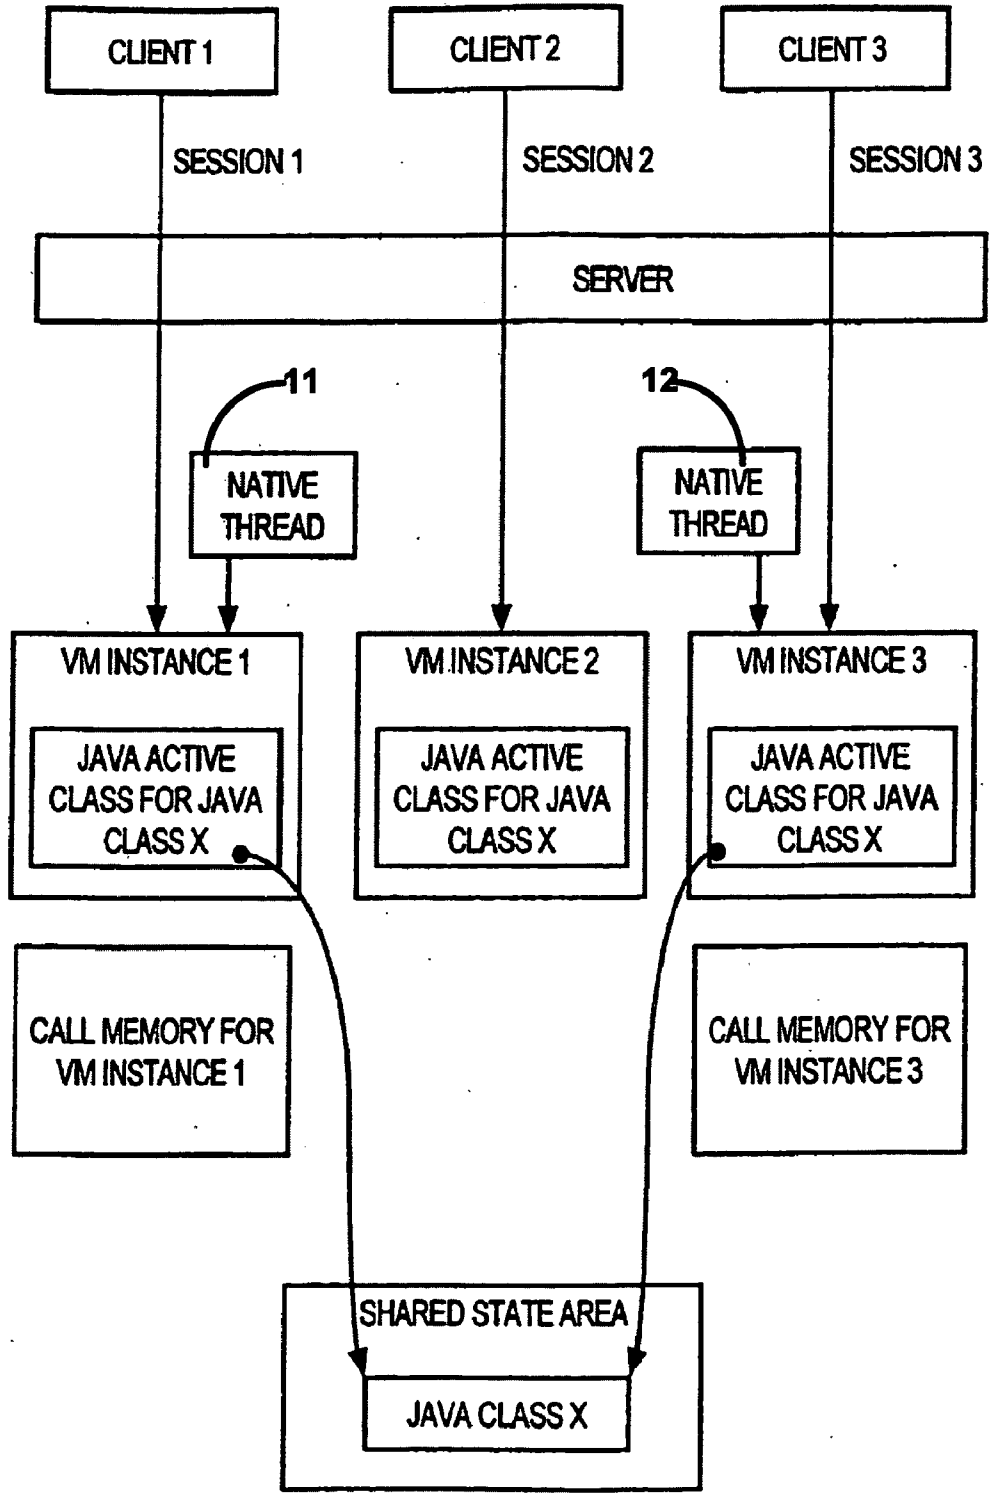 CLIENT 1
CLIENT 2
CLIENT 3
SESSION 1
SESSION 2
SESSION 3
SERVER
11
12
NATIVE
THREAD
NATIVE
THREAD
VM INSTANCE 1
VM INSTANCE 2
VM INSTANCE 3
JAVA ACTIVE
CLASS FOR JAVA
CLASS X
JAVA ACTIVE
CLASS FOR JAVA
CLASS X
JAVA ACTIVE
CLASS FOR JAVA
CLASS X
CALL MEMORY FOR
VM INSTANCE 1
CALL MEMORY FOR
VM INSTANCE 3
SHARED STATE AREA
JAVA CLASS X